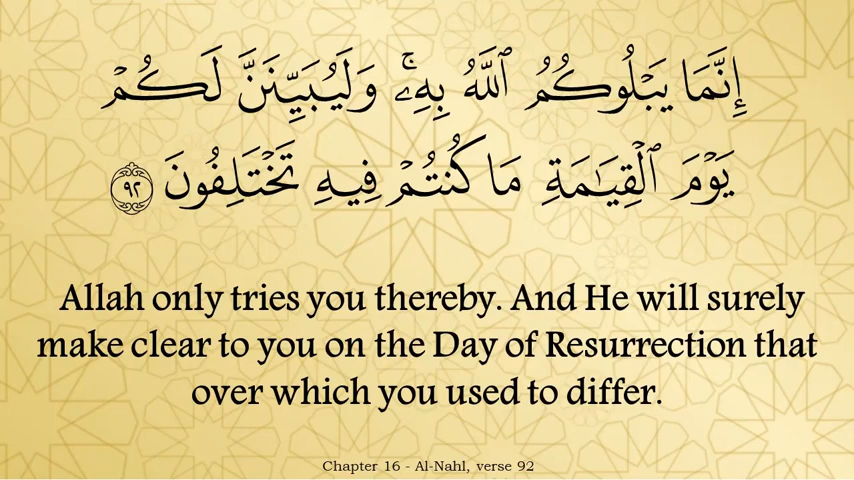 إِنَّمَا يَبْلُوكُمُ ٱللَّهُ بِهِۦۚ وَلَيُبَيِّنَنَّ لَكُمْ
يَوْمَ ٱلْقِيَـٰمَةِ مَا كُنتُمْ فِيهِ تَخْتَلِفُونَ ٩٢
Allah only tries you thereby. And He will surely
make clear to you on the Day of Resurrection that
over which you used to differ.
Chapter 16 - Al-Nahl, verse 92